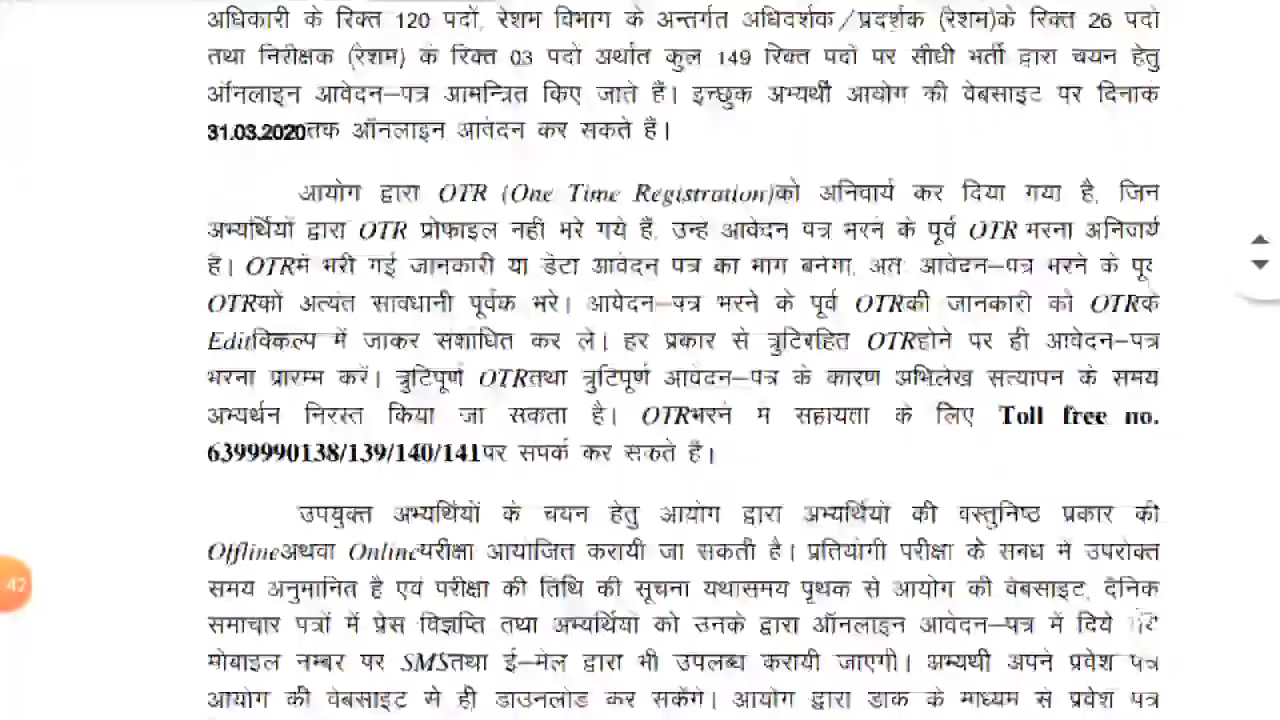 अधिकारी के रिक्त 120 पदों, रेशम विभाग के अन्तर्गत अधिदर्शक/प्रदर्शक (रेशम)के रिक्त 26 पदों
तथा निरीक्षक (रेशम) के रिक्त 03 पदों अर्थात कुल 149 रिक्त पदों पर सीधी भर्ती द्वारा चयन हेतु
ऑनलाइन आवेदन–पत्र आमन्त्रित किए जाते हैं। इच्छुक अभ्यर्थी आयोग की वेबसाइट पर दिनांक
31.03.2020तक ऑनलाइन आवेदन कर सकते हैं।
आयोग द्वारा OTR (One Time Registration)को अनिवार्य कर दिया गया है, जिन
अभ्यर्थियों द्वारा OTR प्रोफाइल नहीं भरे गये हैं, उन्हें आवेदन पत्र भरने के पूर्व OTR भरना अनिवार्य
है। OTRमें भरी गई जानकारी या डेटा आवेदन पत्र का भाग बनेगा, अतः आवेदन–पत्र भरने के पूर्व
OTRको अत्यंत सावधानी पूर्वक भरें। आवेदन–पत्र भरने के पूर्व OTRकी जानकारी को OTRके
Editविकल्प में जाकर संशोधित कर लें। हर प्रकार से त्रुटिरहित OTRहोने पर ही आवेदन–पत्र
भरना प्रारम्भ करें। त्रुटिपूर्ण OTRतथा त्रुटिपूर्ण आवेदन–पत्र के कारण अभिलेख सत्यापन के समय
अभ्यर्थन निरस्त किया जा सकता है। OTRभरने में सहायता के लिए Toll free no.
6399990138/139/140/141पर संपर्क कर सकते हैं।
उपयुक्त अभ्यर्थियों के चयन हेतु आयोग द्वारा अभ्यर्थियों की वस्तुनिष्ठ प्रकार की
Offlineअथवा Onlineपरीक्षा आयोजित करायी जा सकती है। प्रतियोगी परीक्षा के संबंध में उपरोक्त
समय अनुमानित है एवं परीक्षा की तिथि की सूचना यथासमय पृथक से आयोग की वेबसाइट, दैनिक
समाचार पत्रों में प्रेस विज्ञप्ति तथा अभ्यर्थियों को उनके द्वारा ऑनलाइन आवेदन–पत्र में दिये गये
मोबाइल नम्बर पर SMSतथा ई–मेल द्वारा भी उपलब्ध करायी जाएगी। अभ्यर्थी अपने प्रवेश पत्र
आयोग की वेबसाइट से ही डाउनलोड कर सकेंगे। आयोग द्वारा डाक के माध्यम से प्रवेश पत्र
42